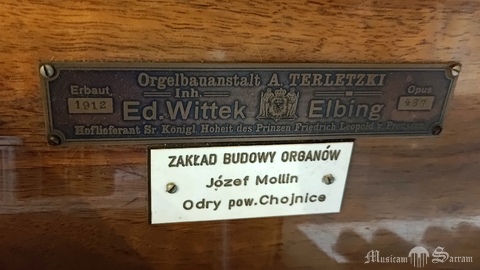 Orgelbauanstalt A. TERLETZKI
Erbaut Inh. Opus
1912 Ed. Wittek Elbing 437
Hoflieferant Sr. Königl. Hoheit des Prinzen Friedrich Leopold v. Preußen
ZAKŁAD BUDOWY ORGANÓW
Józef Mollin
Odry pow. Chojnice
Musicam Sacram